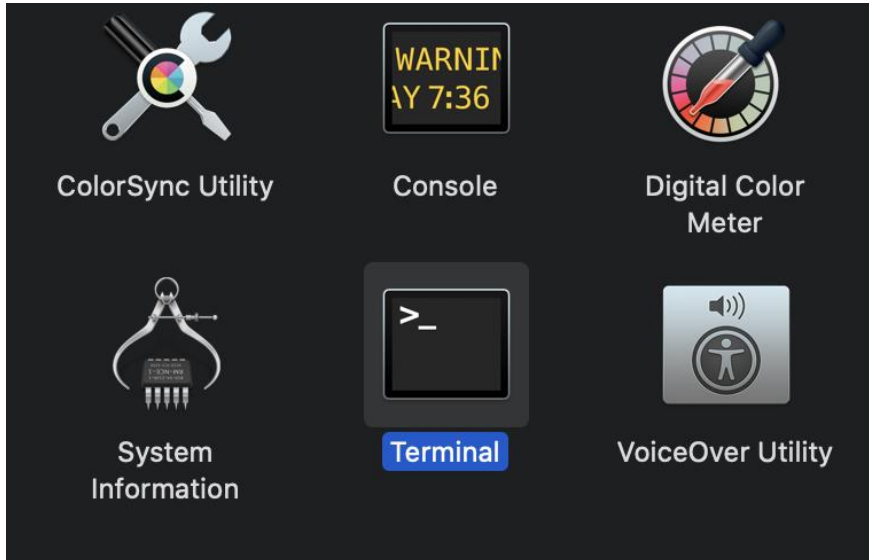 WARNIN
AY 7:36
ColorSync Utility
Console
Digital Color
Meter
>_
System
Information
Terminal
VoiceOver Utility